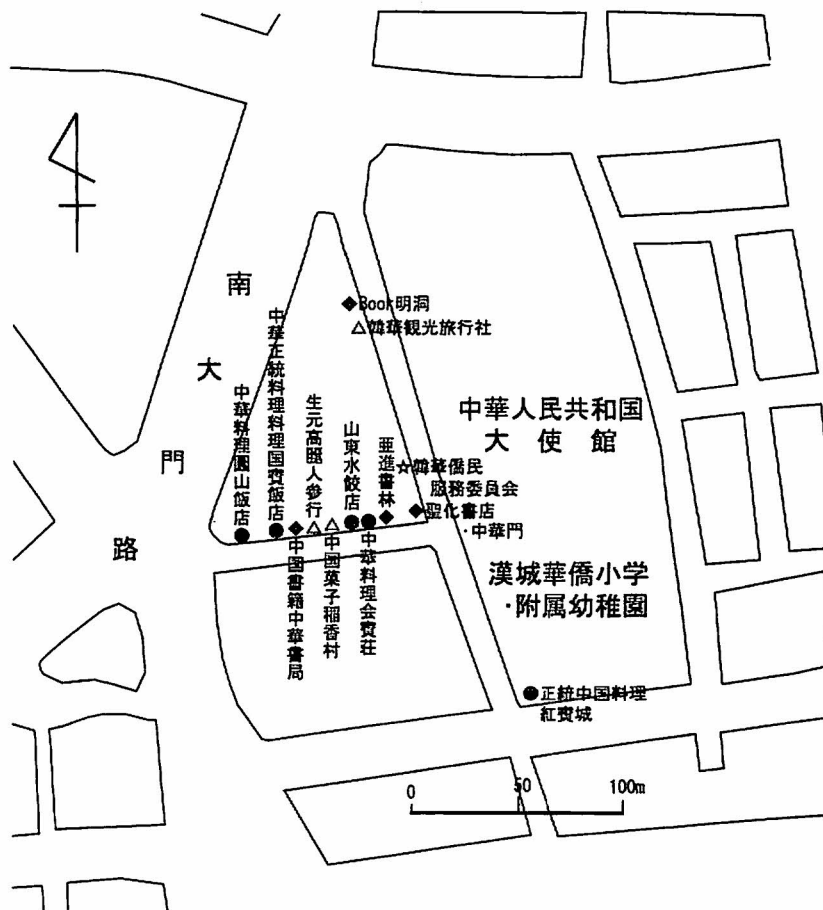 南大門路
◆Book明洞
△韓華観光旅行社
中華料理圓山飯店
中華正統料理料理国賓飯店
生元高麗人参行
山東水餃店
亜進書林
☆韓華僑民
服務委員会
◆聖化書店
・中華門
中国書籍中華書局
中国菓子稲香村
中華料理会賓荘
中華人民共和国
大使館
漢城華僑小学
・附属幼稚園
●正統中国料理
紅賓城
0 50 100m